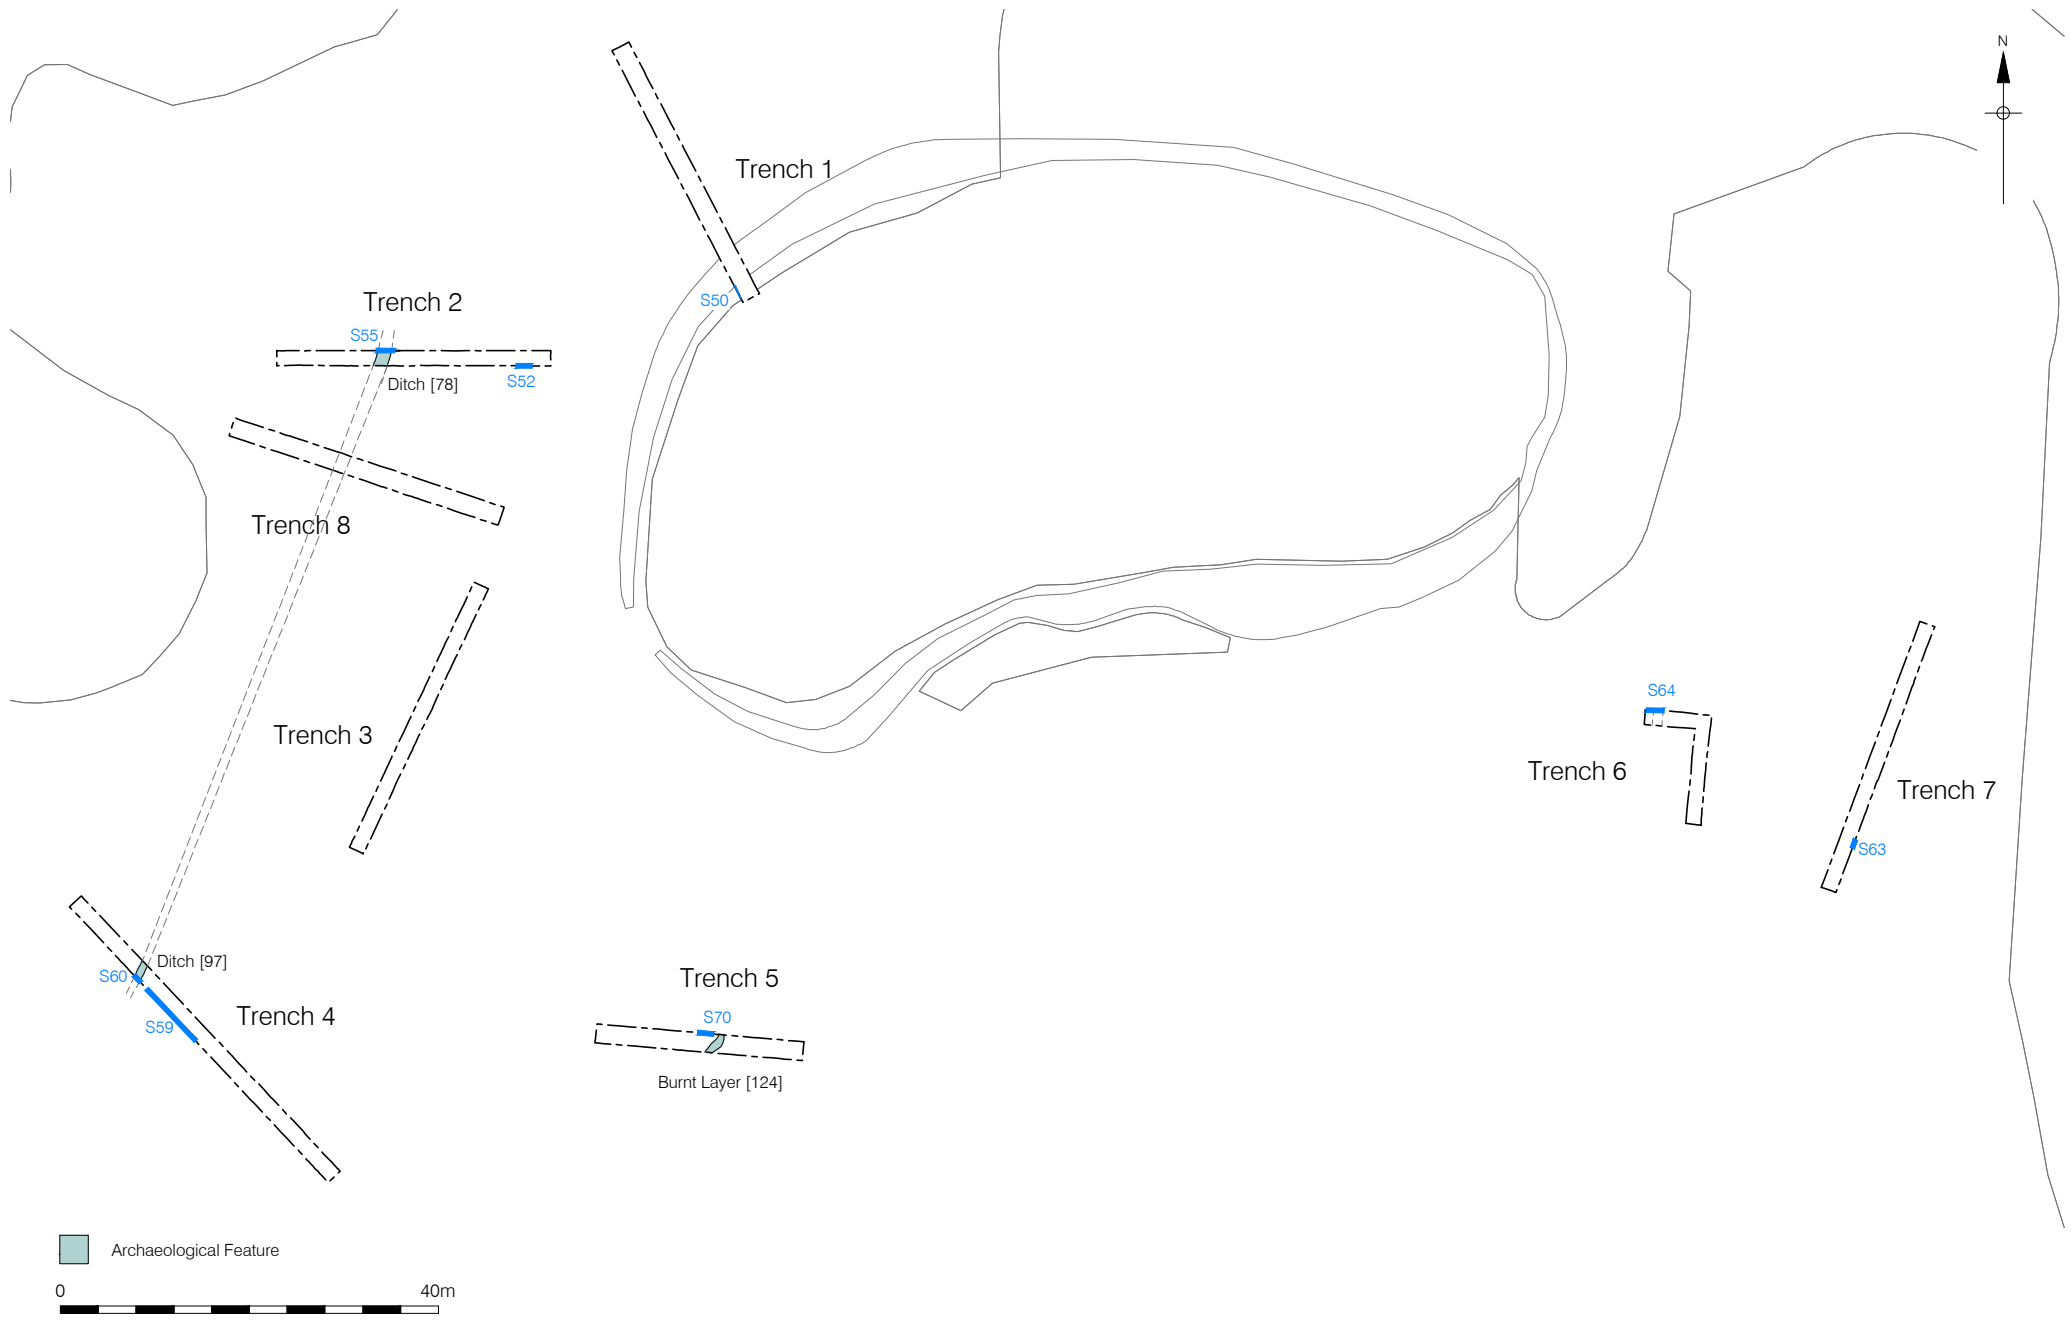 N
Trench 1
S50
Trench 2
S55
S52
Ditch [78]
Trench 8
Trench 3
S64
Trench 6
Trench 7
S63
Ditch [97]
S60
Trench 4
S59
Trench 5
S70
Burnt Layer [124]
Archaeological Feature
0 40m